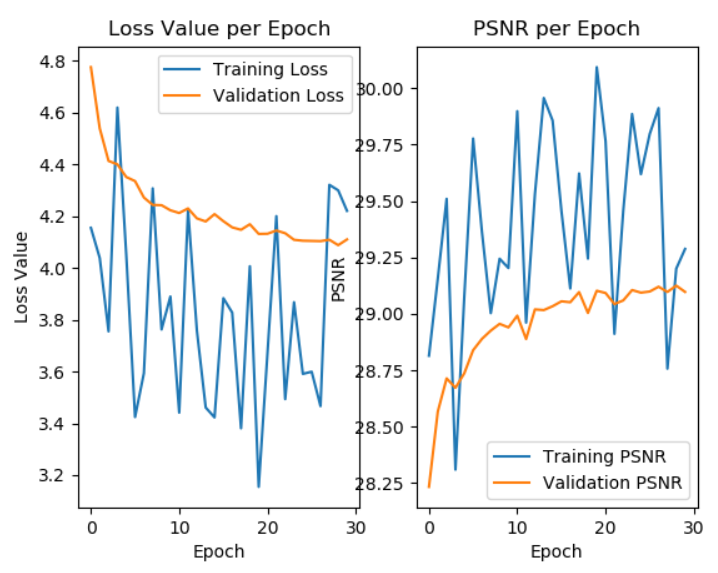 Loss Value per Epoch
4.8
4.6
4.4
4.2
4.0
3.8
3.6
3.4
3.2
Loss Value
Training Loss
Validation Loss
0
10
20
30
Epoch
PSNR per Epoch
30.00
29.75
29.50
29.25
29.00
28.75
28.50
28.25
PSNR
Training PSNR
Validation PSNR
0
10
20
30
Epoch